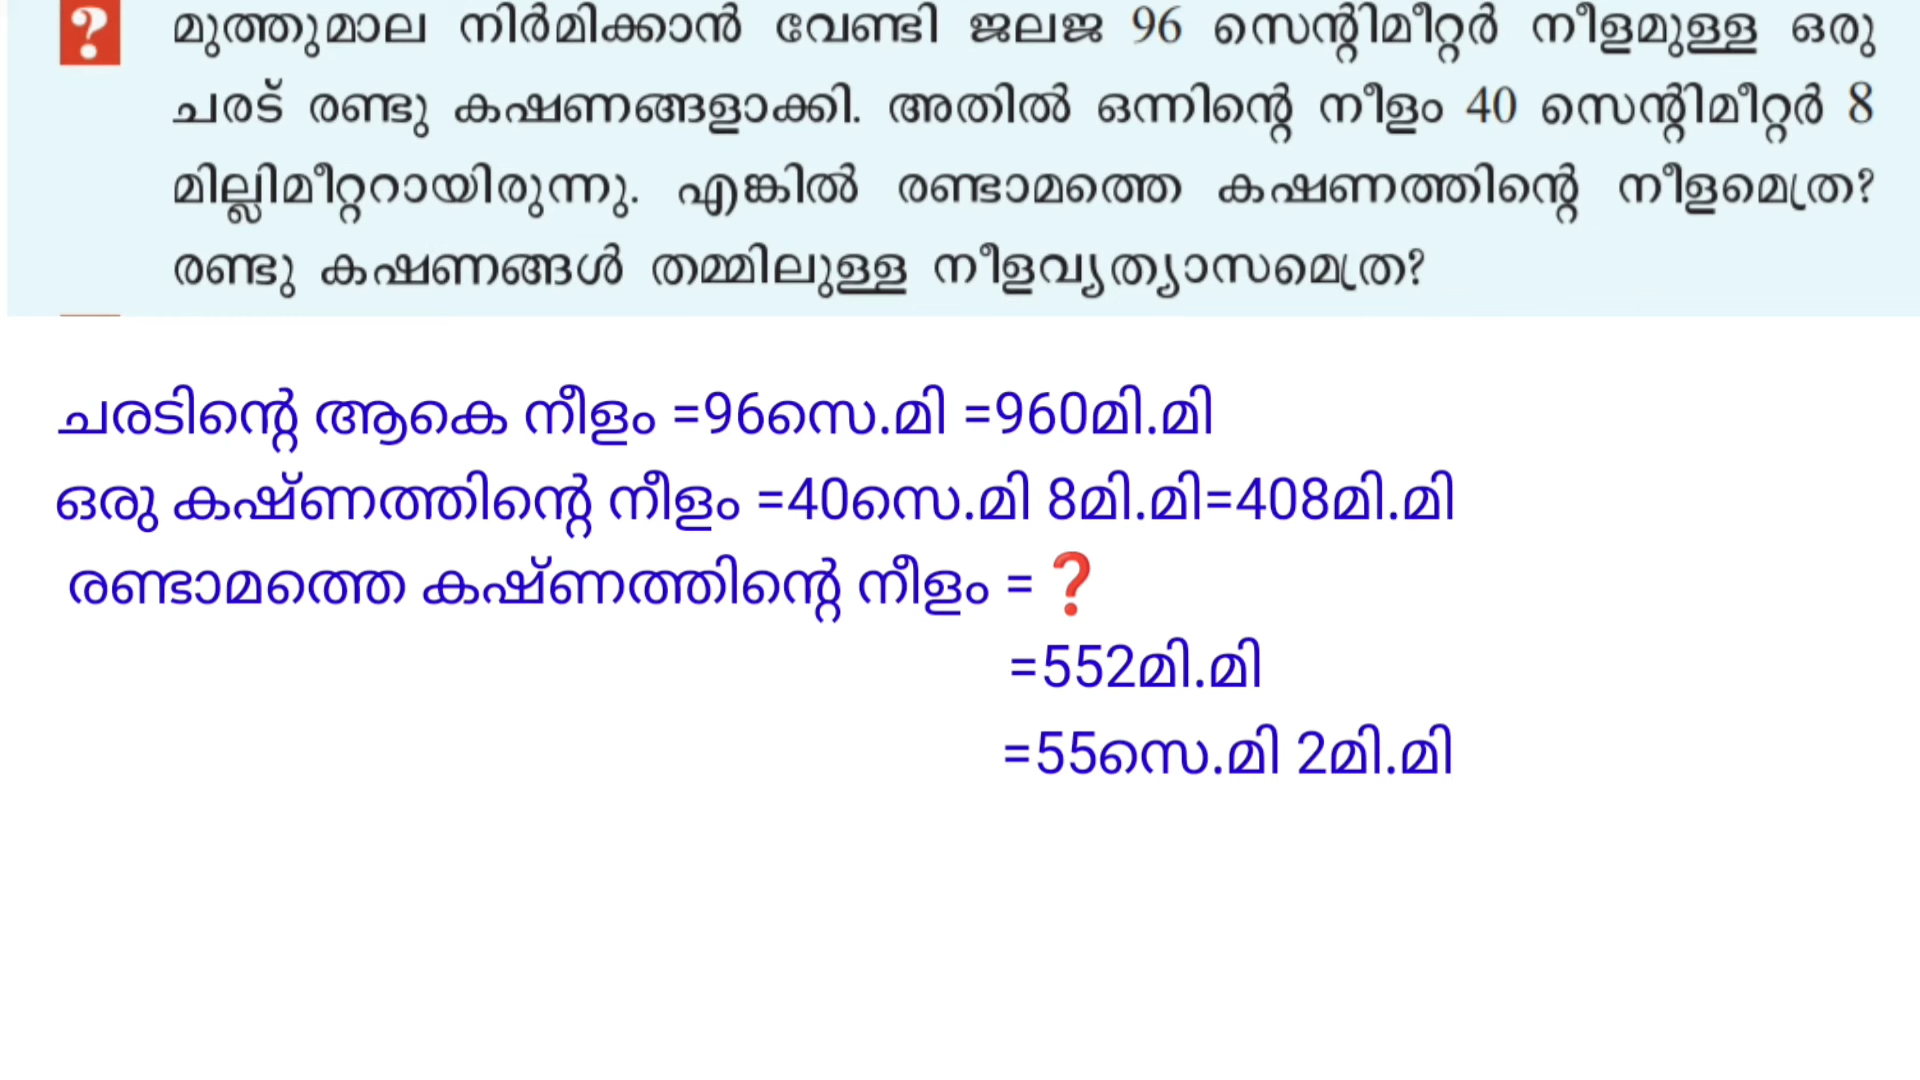 ? മുത്തുമാല നിർമിക്കാൻ വേണ്ടി ജലജ 96 സെന്റിമീറ്റർ നീളമുള്ള ഒരു
ചരട് രണ്ടു കഷണങ്ങളാക്കി. അതിൽ ഒന്നിന്റെ നീളം 40 സെന്റിമീറ്റർ 8
മില്ലിമീറ്ററായിരുന്നു. എങ്കിൽ രണ്ടാമത്തെ കഷണത്തിന്റെ നീളമെത്ര?
രണ്ടു കഷണങ്ങൾ തമ്മിലുള്ള നീളവ്യത്യാസമെത്ര?
ചരടിന്റെ ആകെ നീളം =96സെ.മി =960മി.മി
ഒരു കഷ്ണത്തിന്റെ നീളം =40സെ.മി 8മി.മി=408മി.മി
രണ്ടാമത്തെ കഷ്ണത്തിന്റെ നീളം = ❓
=552മി.മി
=55സെ.മി 2മി.മി